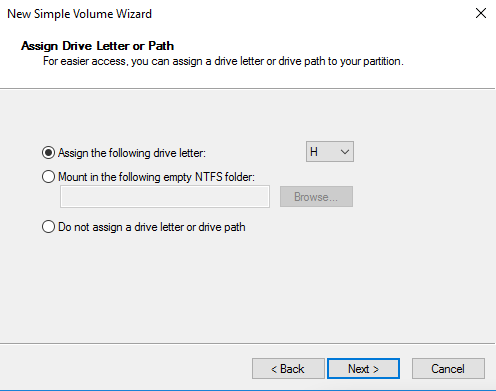 New Simple Volume Wizard
Assign Drive Letter or Path
For easier access, you can assign a drive letter or drive path to your partition.
Assign the following drive letter: H
Mount in the following empty NTFS folder:
Browse...
Do not assign a drive letter or drive path
< Back Next > Cancel